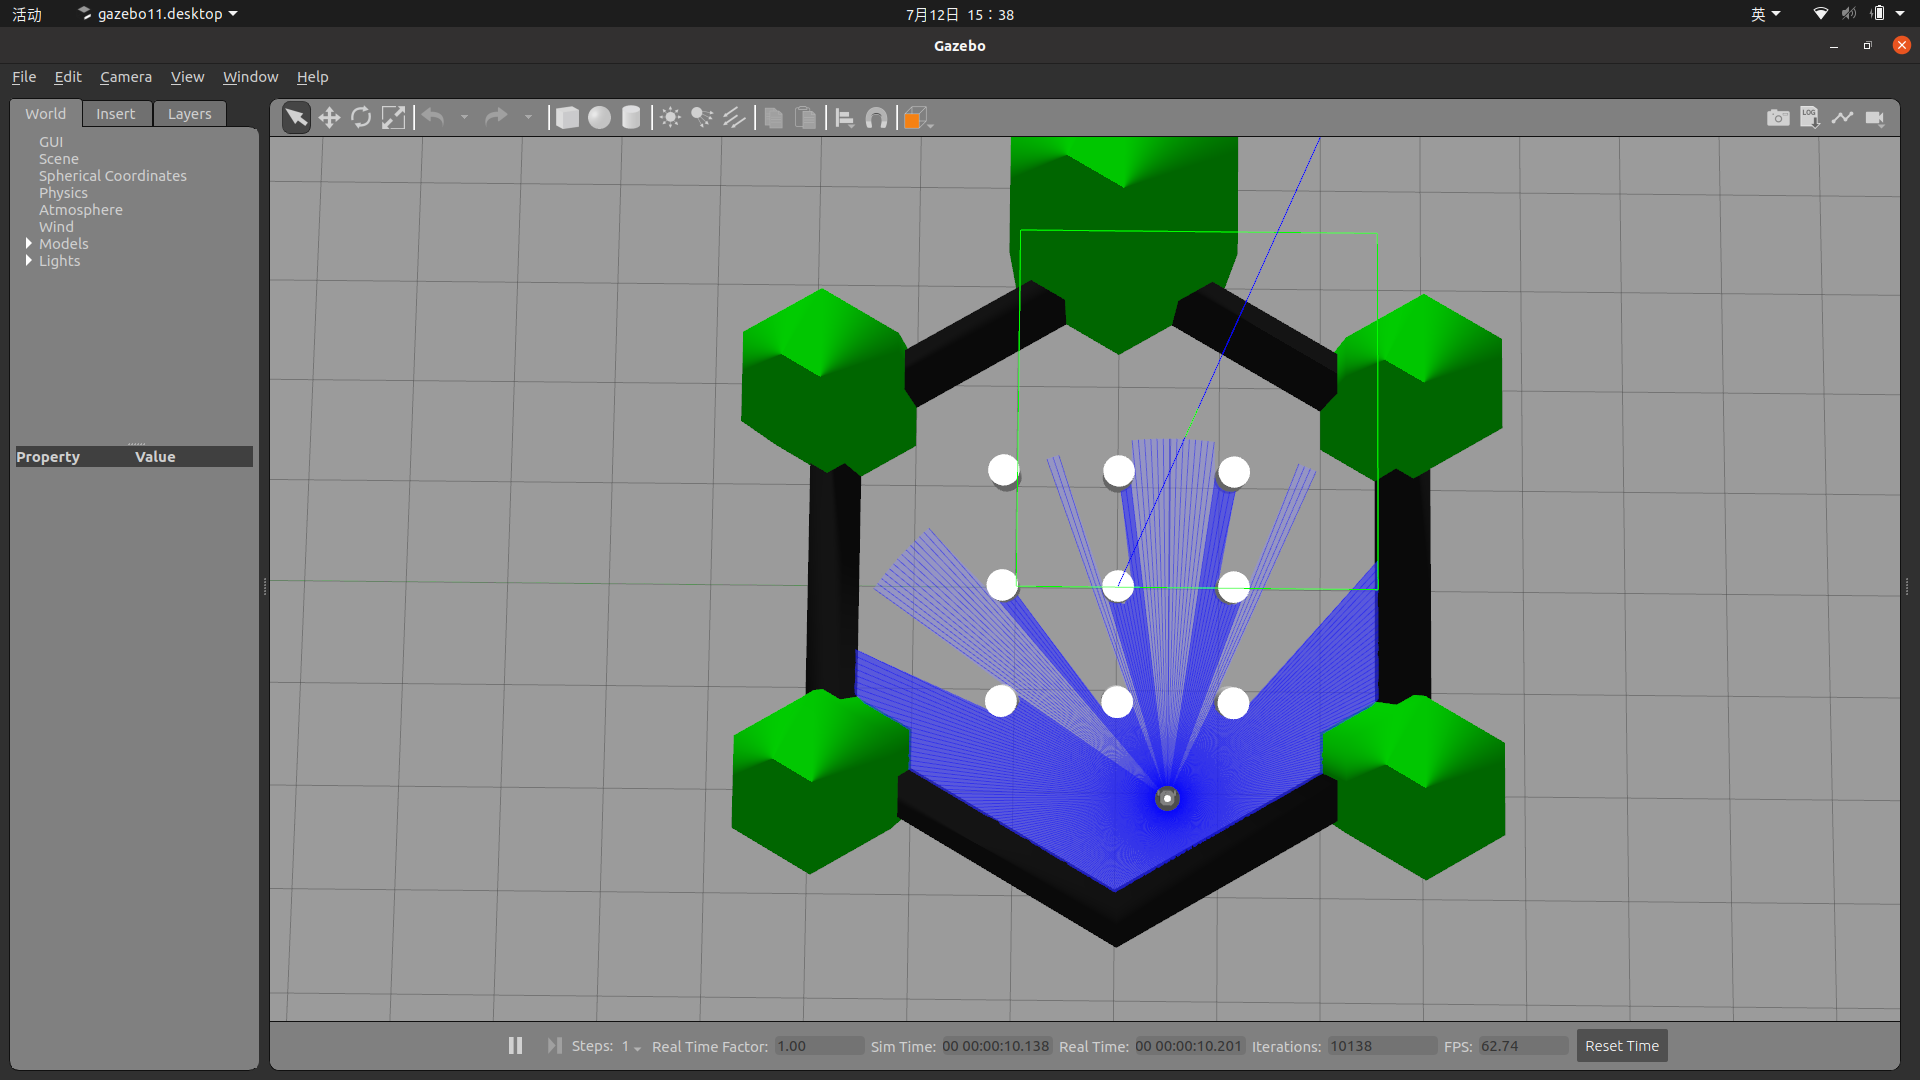 活动 gazebo11.desktop 7月12日 15：38 英
Gazebo
File Edit Camera View Window Help
World Insert Layers
GUI
Scene
Spherical Coordinates
Physics
Atmosphere
Wind
Models
Lights
Property Value
LOG
Steps: 1 Real Time Factor: 1.00 Sim Time: 00 00:00:10.138 Real Time: 00 00:00:10.201 Iterations: 10138 FPS: 62.74 Reset Time